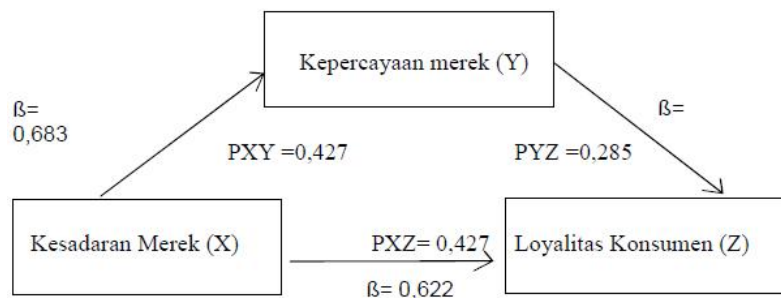 Kepercayaan merek (Y)
ß=
0,683
ß=
PXY =0,427
PYZ =0,285
Kesadaran Merek (X)
PXZ= 0,427
Loyalitas Konsumen (Z)
ß= 0,622